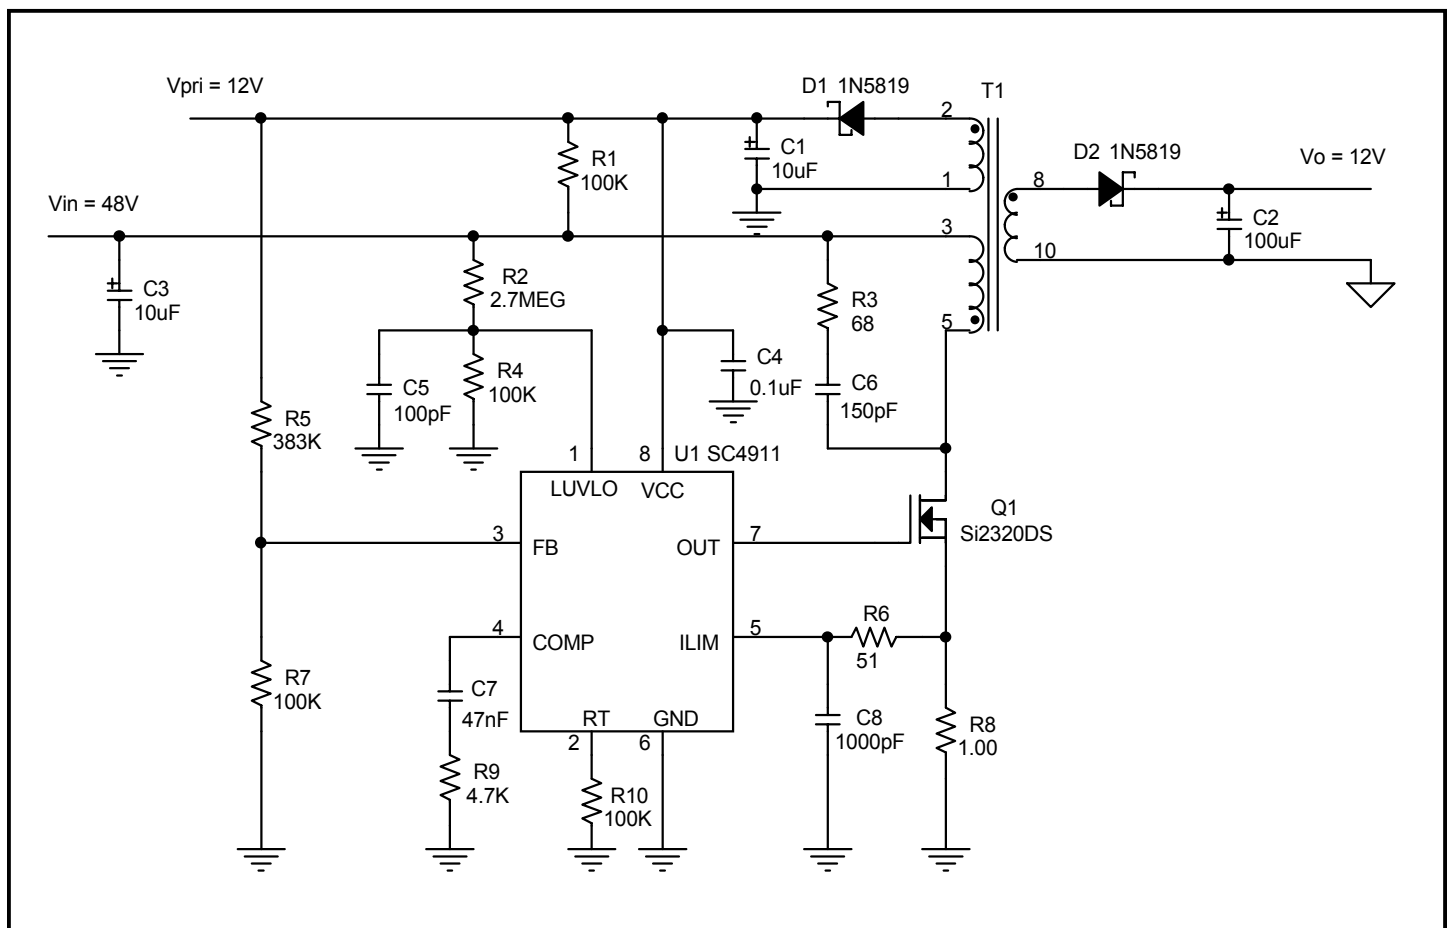 Vpri = 12V
D1 1N5819
T1
2
C1
10uF
R1
100K
D2 1N5819
Vo = 12V
1
8
Vin = 48V
3
C2
100uF
10
R2
2.7MEG
C3
10uF
R3
68
5
C4
0.1uF
R4
100K
C5
100pF
C6
150pF
R5
383K
1
8
U1 SC4911
LUVLO
VCC
Q1
Si2320DS
3
FB
OUT
7
R6
51
4
COMP
ILIM
5
R7
100K
C7
47nF
RT
GND
2
6
C8
1000pF
R8
1.00
R9
4.7K
R10
100K